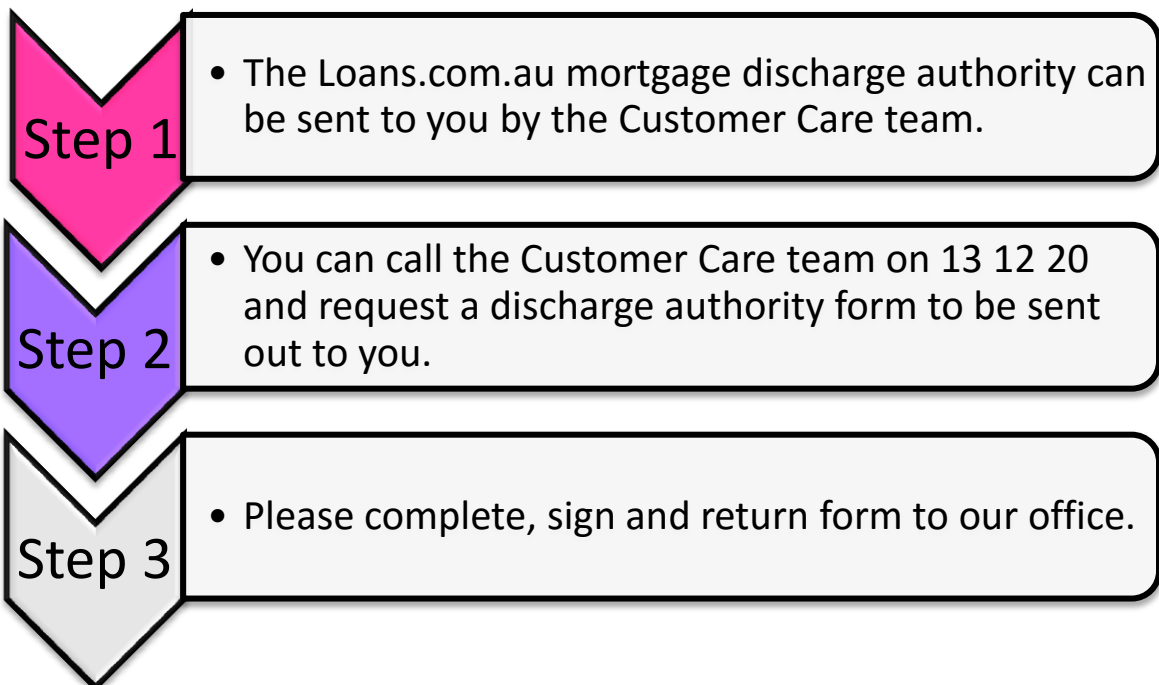 Step 1
• The Loans.com.au mortgage discharge authority can
be sent to you by the Customer Care team.
Step 2
• You can call the Customer Care team on 13 12 20
and request a discharge authority form to be sent
out to you.
Step 3
• Please complete, sign and return form to our office.